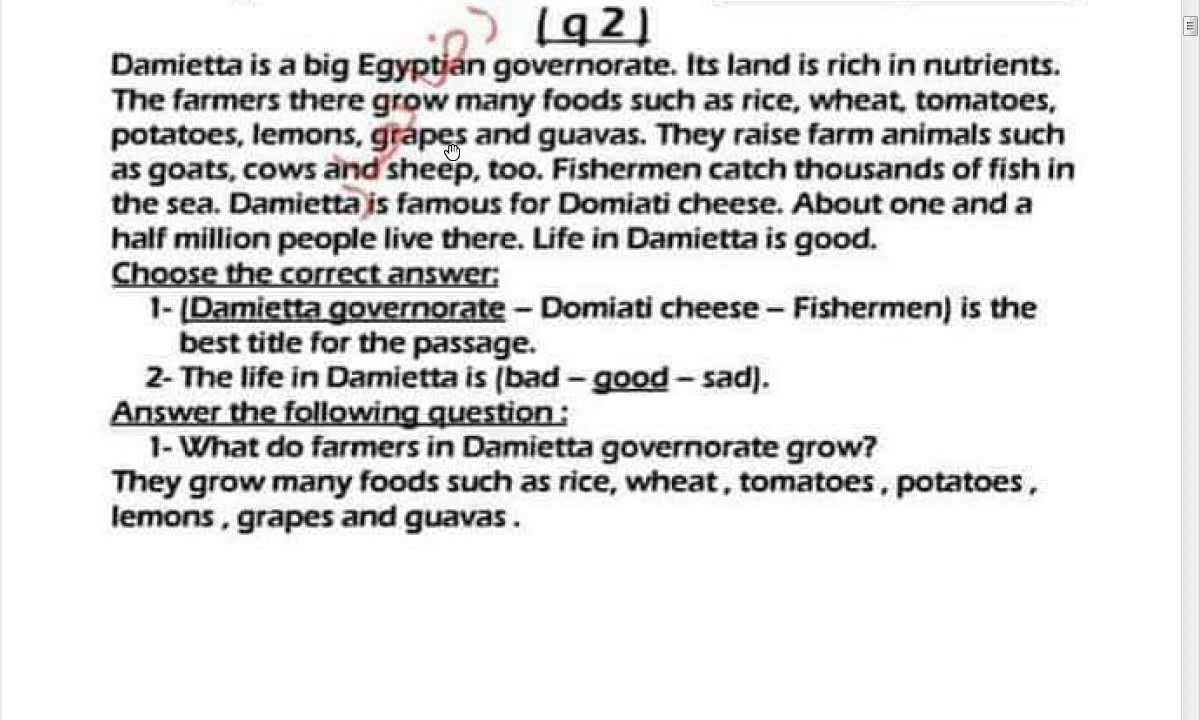 ( q 2 )
Damietta is a big Egyptian governorate. Its land is rich in nutrients.
The farmers there grow many foods such as rice, wheat, tomatoes,
potatoes, lemons, grapes and guavas. They raise farm animals such
as goats, cows and sheep, too. Fishermen catch thousands of fish in
the sea. Damietta is famous for Domiati cheese. About one and a
half million people live there. Life in Damietta is good.
Choose the correct answer:
1- (Damietta governorate – Domiati cheese – Fishermen) is the
best title for the passage.
2- The life in Damietta is (bad – good – sad).
Answer the following question :
1- What do farmers in Damietta governorate grow?
They grow many foods such as rice, wheat , tomatoes , potatoes ,
lemons , grapes and guavas .